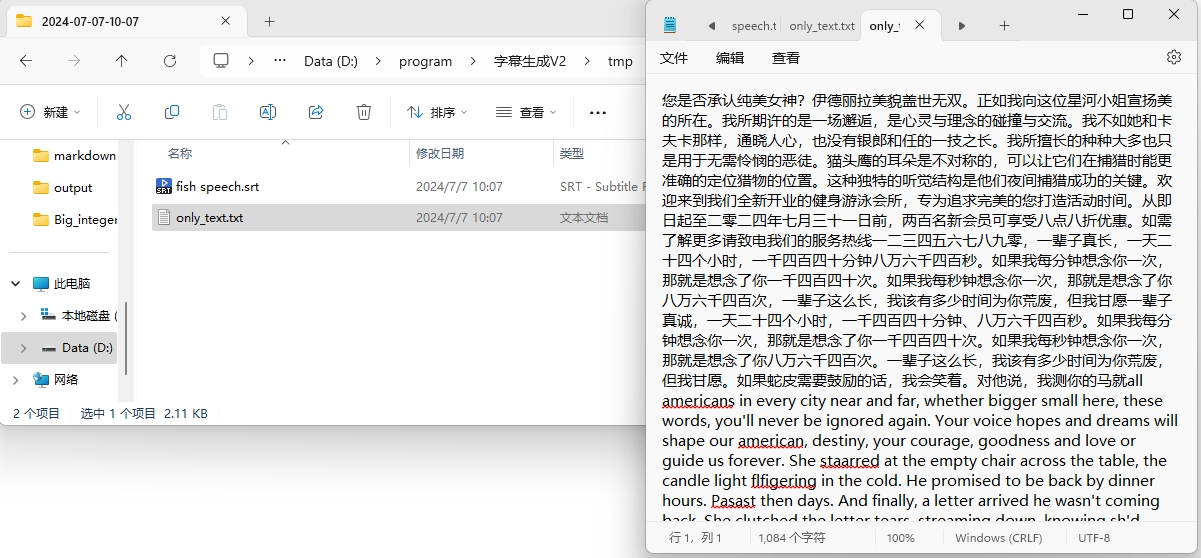 2024-07-07-10-07
Data (D:) program 字幕生成V2 tmp
新建 排序 查看
名称 修改日期 类型
markdown
output
Big_integer
此电脑
本地磁盘 (
Data (D:)
网络
fish speech.srt 2024/7/7 10:07 SRT - Subtitle F
only_text.txt 2024/7/7 10:07 文本文档
2 个项目 选中 1 个项目 2.11 KB
speech.t only_text.txt only_t
文件 编辑 查看
您是否承认纯美女神？伊德丽拉美貌盖世无双。正如我向这位星河小姐宣扬美
的所在。我所期许的是一场邂逅，是心灵与理念的碰撞与交流。我不如她和卡
夫卡那样，通晓人心，也没有银郎和任的一技之长。我所擅长的种种大多也只
是用于无需怜悯的恶徒。猫头鹰的耳朵是不对称的，可以让它们在捕猎时能更
准确的定位猎物的位置。这种独特的听觉结构是他们夜间捕猎成功的关键。欢
迎来到我们全新开业的健身游泳会所，专为追求完美的您打造活动时间。从即
日起至二零二四年七月三十一日前，两百名新会员可享受八点八折优惠。如需
了解更多请致电我们的服务热线一二三四五六七八九零，一辈子真长，一天二
十四个小时，一千四百四十分钟八万六千四百秒。如果我每分钟想念你一次，
那就是想念了你一千四百四十次。如果我每秒钟想念你一次，那就是想念了你
八万六千四百次，一辈子这么长，我该有多少时间为你荒废，但我甘愿一辈子
真诚，一天二十四个小时，一千四百四十分钟、八万六千四百秒。如果我每分
钟想念你一次，那就是想念了你一千四百四十次。如果我每秒钟想念你一次，
那就是想念了你八万六千四百次。一辈子这么长，我该有多少时间为你荒废，
但我甘愿。如果蛇皮需要鼓励的话，我会笑着。对他说，我测你的马就all
americans in every city near and far, whether bigger small here, these
words, you'll never be ignored again. Your voice hopes and dreams will
shape our american, destiny, your courage, goodness and love or
guide us forever. She staarred at the empty chair across the table, the
candle light flfigering in the cold. He promised to be back by dinner
hours. Pasast then days. And finally, a letter arrived he wasn't coming
back. She clutched the letter tears, streaming down, knowing sh'd
行 1，列 1 1,084 个字符 100% Windows (CRLF) UTF-8